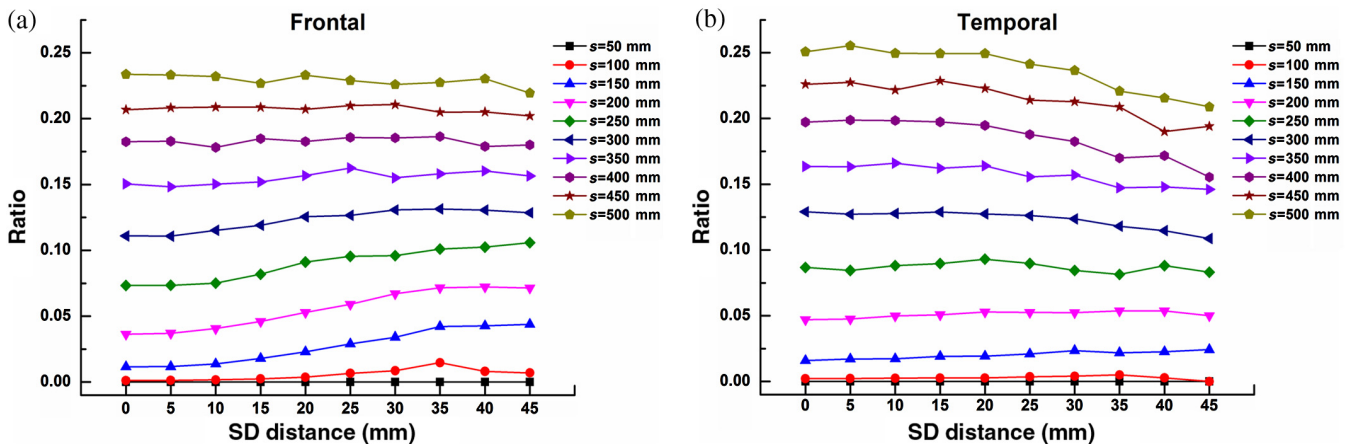 (a)
Frontal
Ratio
0.25
0.20
0.15
0.10
0.05
0.00
0 5 10 15 20 25 30 35 40 45
SD distance (mm)
s=50 mm
s=100 mm
s=150 mm
s=200 mm
s=250 mm
s=300 mm
s=350 mm
s=400 mm
s=450 mm
s=500 mm
(b)
Temporal
Ratio
0.25
0.20
0.15
0.10
0.05
0.00
0 5 10 15 20 25 30 35 40 45
SD distance (mm)
s=50 mm
s=100 mm
s=150 mm
s=200 mm
s=250 mm
s=300 mm
s=350 mm
s=400 mm
s=450 mm
s=500 mm